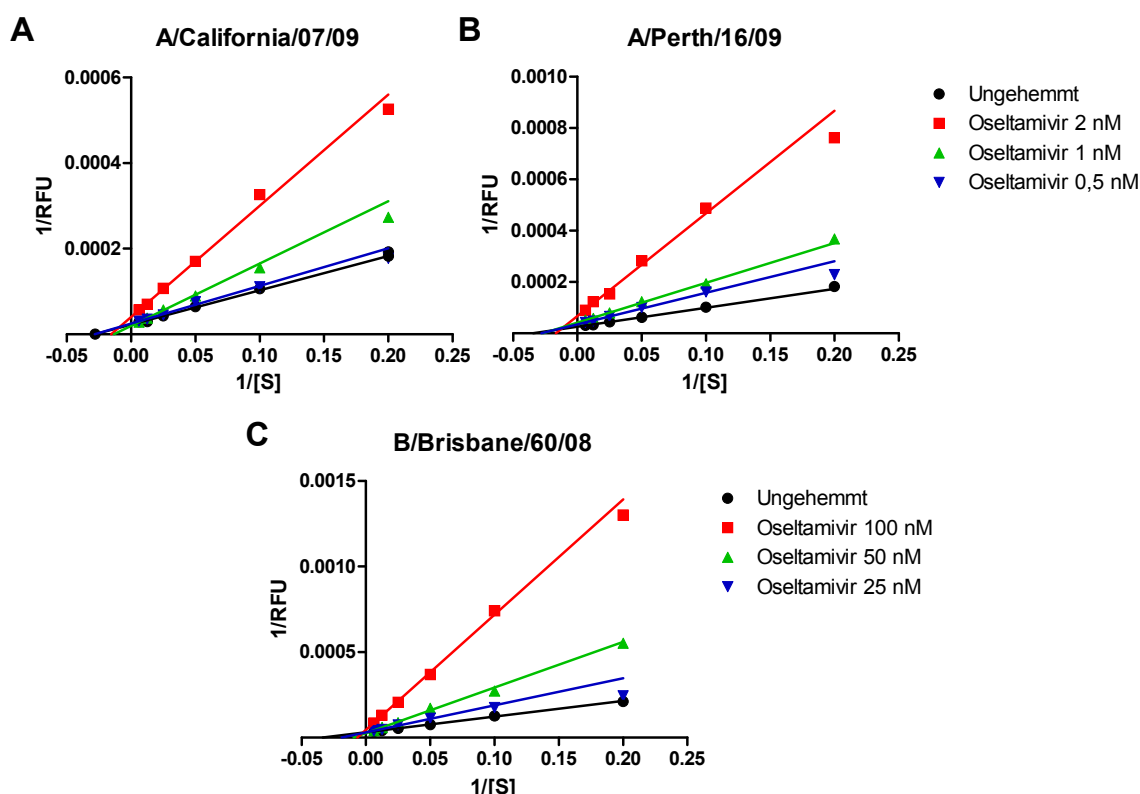 A
A/California/07/09
0.0006
0.0004
0.0002
1/RFU
-0.05 0.00 0.05 0.10 0.15 0.20 0.25
1/[S]
B
A/Perth/16/09
0.0010
0.0008
0.0006
0.0004
0.0002
1/RFU
-0.05 0.00 0.05 0.10 0.15 0.20 0.25
1/[S]
Ungehemmt
Oseltamivir 2 nM
Oseltamivir 1 nM
Oseltamivir 0,5 nM
C
B/Brisbane/60/08
0.0015
0.0010
0.0005
1/RFU
-0.05 0.00 0.05 0.10 0.15 0.20 0.25
1/[S]
Ungehemmt
Oseltamivir 100 nM
Oseltamivir 50 nM
Oseltamivir 25 nM